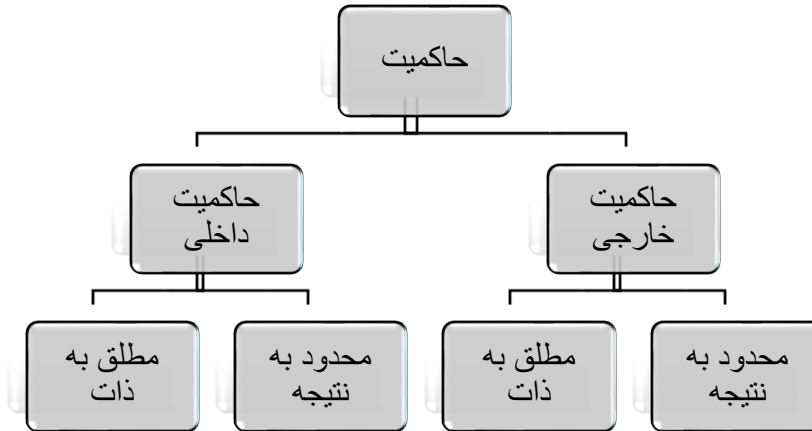 حاکمیت
حاکمیت
خارجی
حاکمیت
داخلی
محدود به
نتیجه
مطلق به
ذات
محدود به
نتیجه
مطلق به
ذات